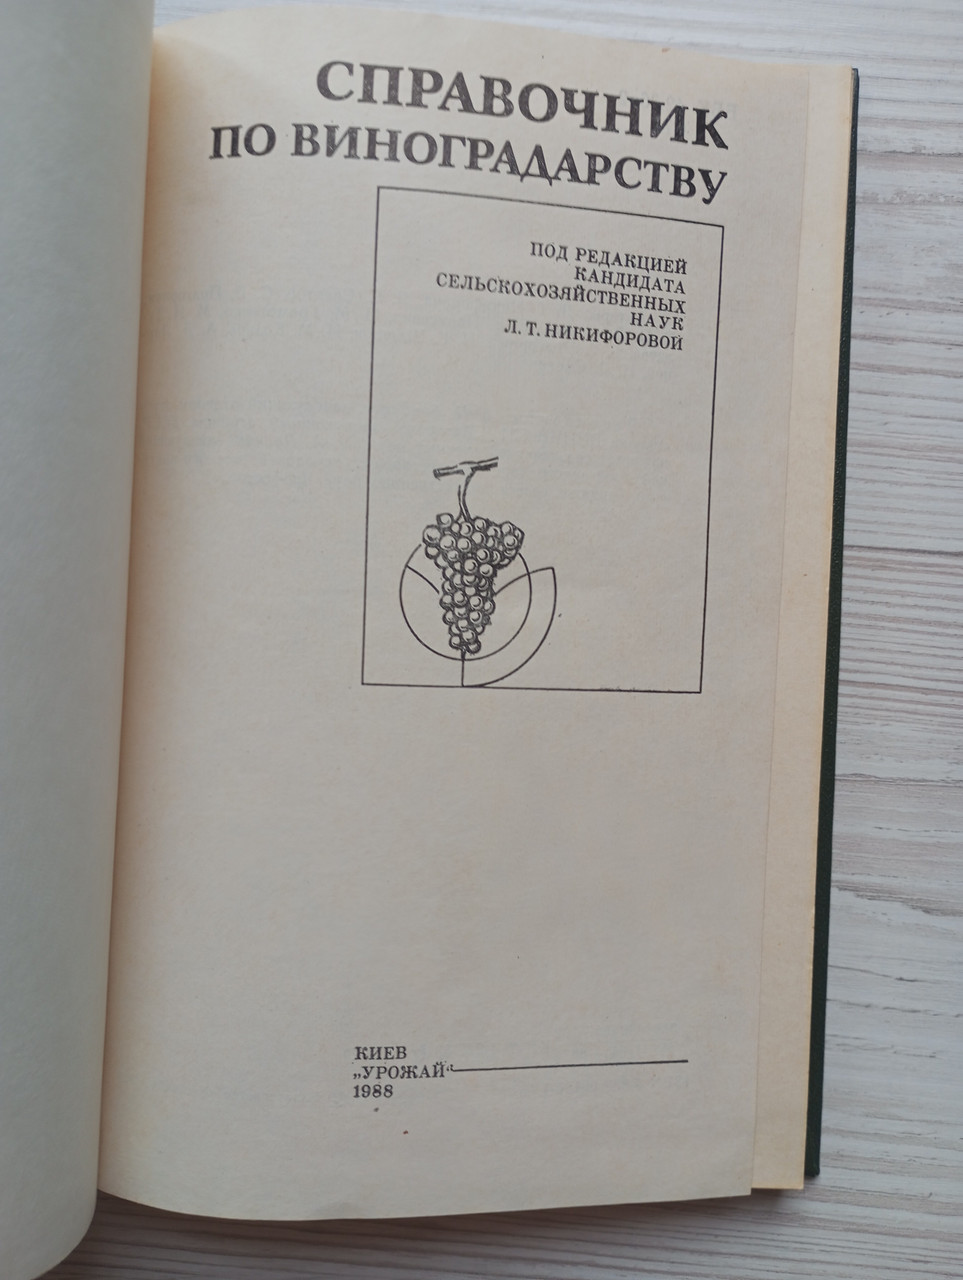 СПРАВОЧНИК
ПО ВИНОГРАДАРСТВУ
ПОД РЕДАКЦИЕЙ
КАНДИДАТА
СЕЛЬСКОХОЗЯЙСТВЕННЫХ
НАУК
Л. Т. НИКИФОРОВОЙ
КИЕВ
„УРОЖАЙ“
1988